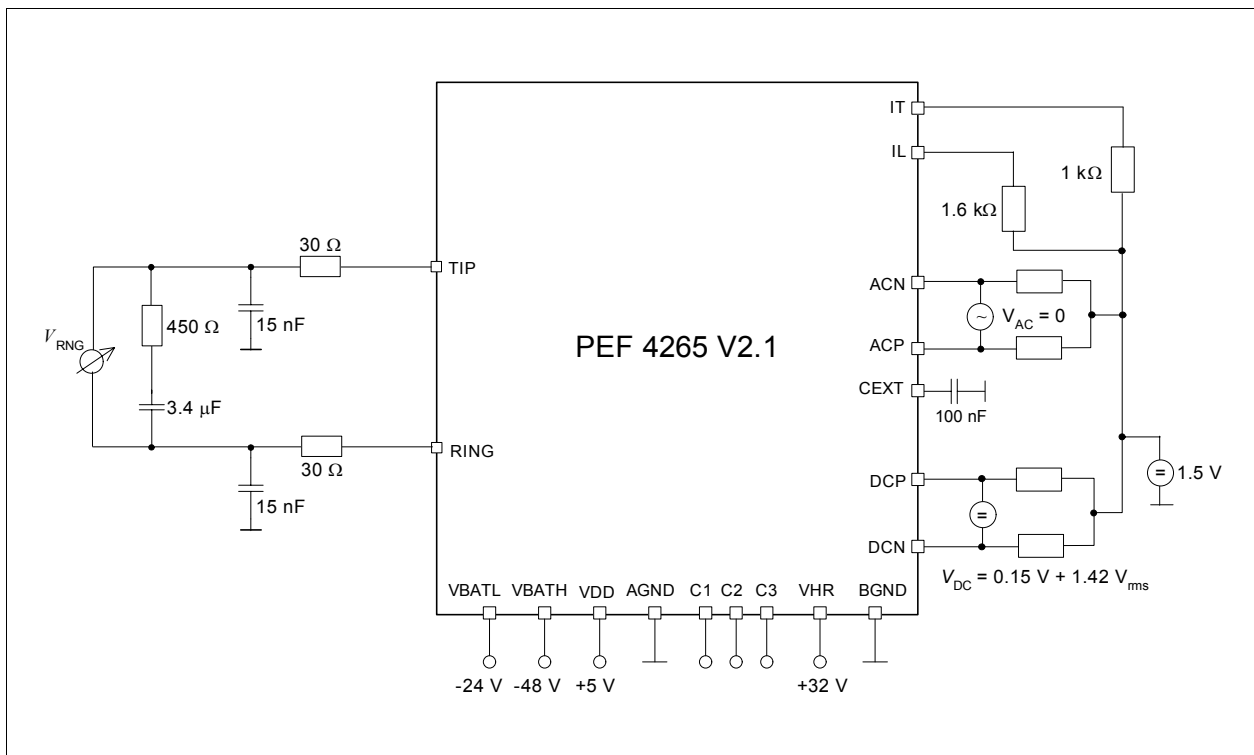 IT
IL
1 kΩ
1.6 kΩ
30 Ω
TIP
ACN
450 Ω
15 nF
V_RNG
V_AC = 0
~
PEF 4265 V2.1
ACP
CEXT
3.4 µF
100 nF
RING
30 Ω
DCP
= 1.5 V
15 nF
=
DCN
V_DC = 0.15 V + 1.42 V_rms
VBATL VBATH VDD AGND C1 C2 C3 VHR BGND
-24 V -48 V +5 V +32 V